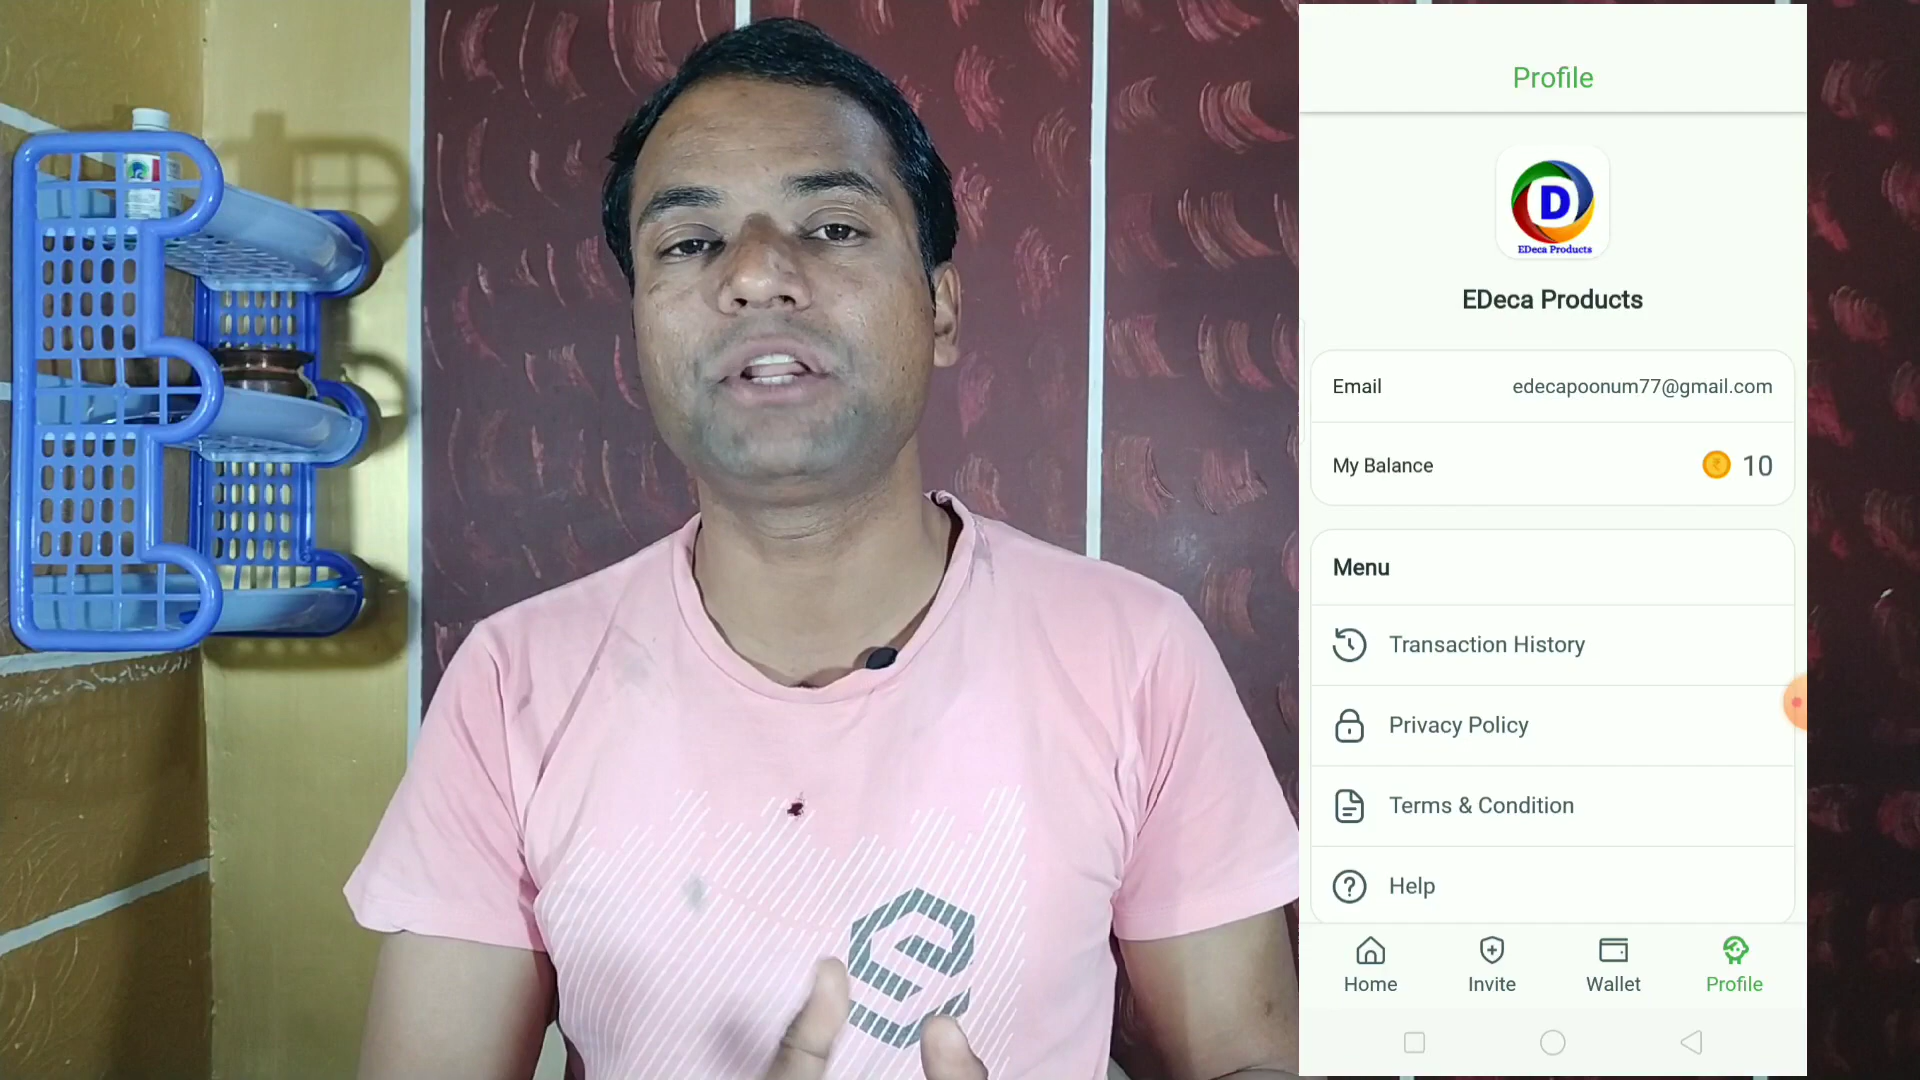 Profile
D
EDeca Products
EDeca Products
Email edecapoonum77@gmail.com
My Balance ₹ 10
Menu
Transaction History
Privacy Policy
Terms & Condition
Help
Home Invite Wallet Profile